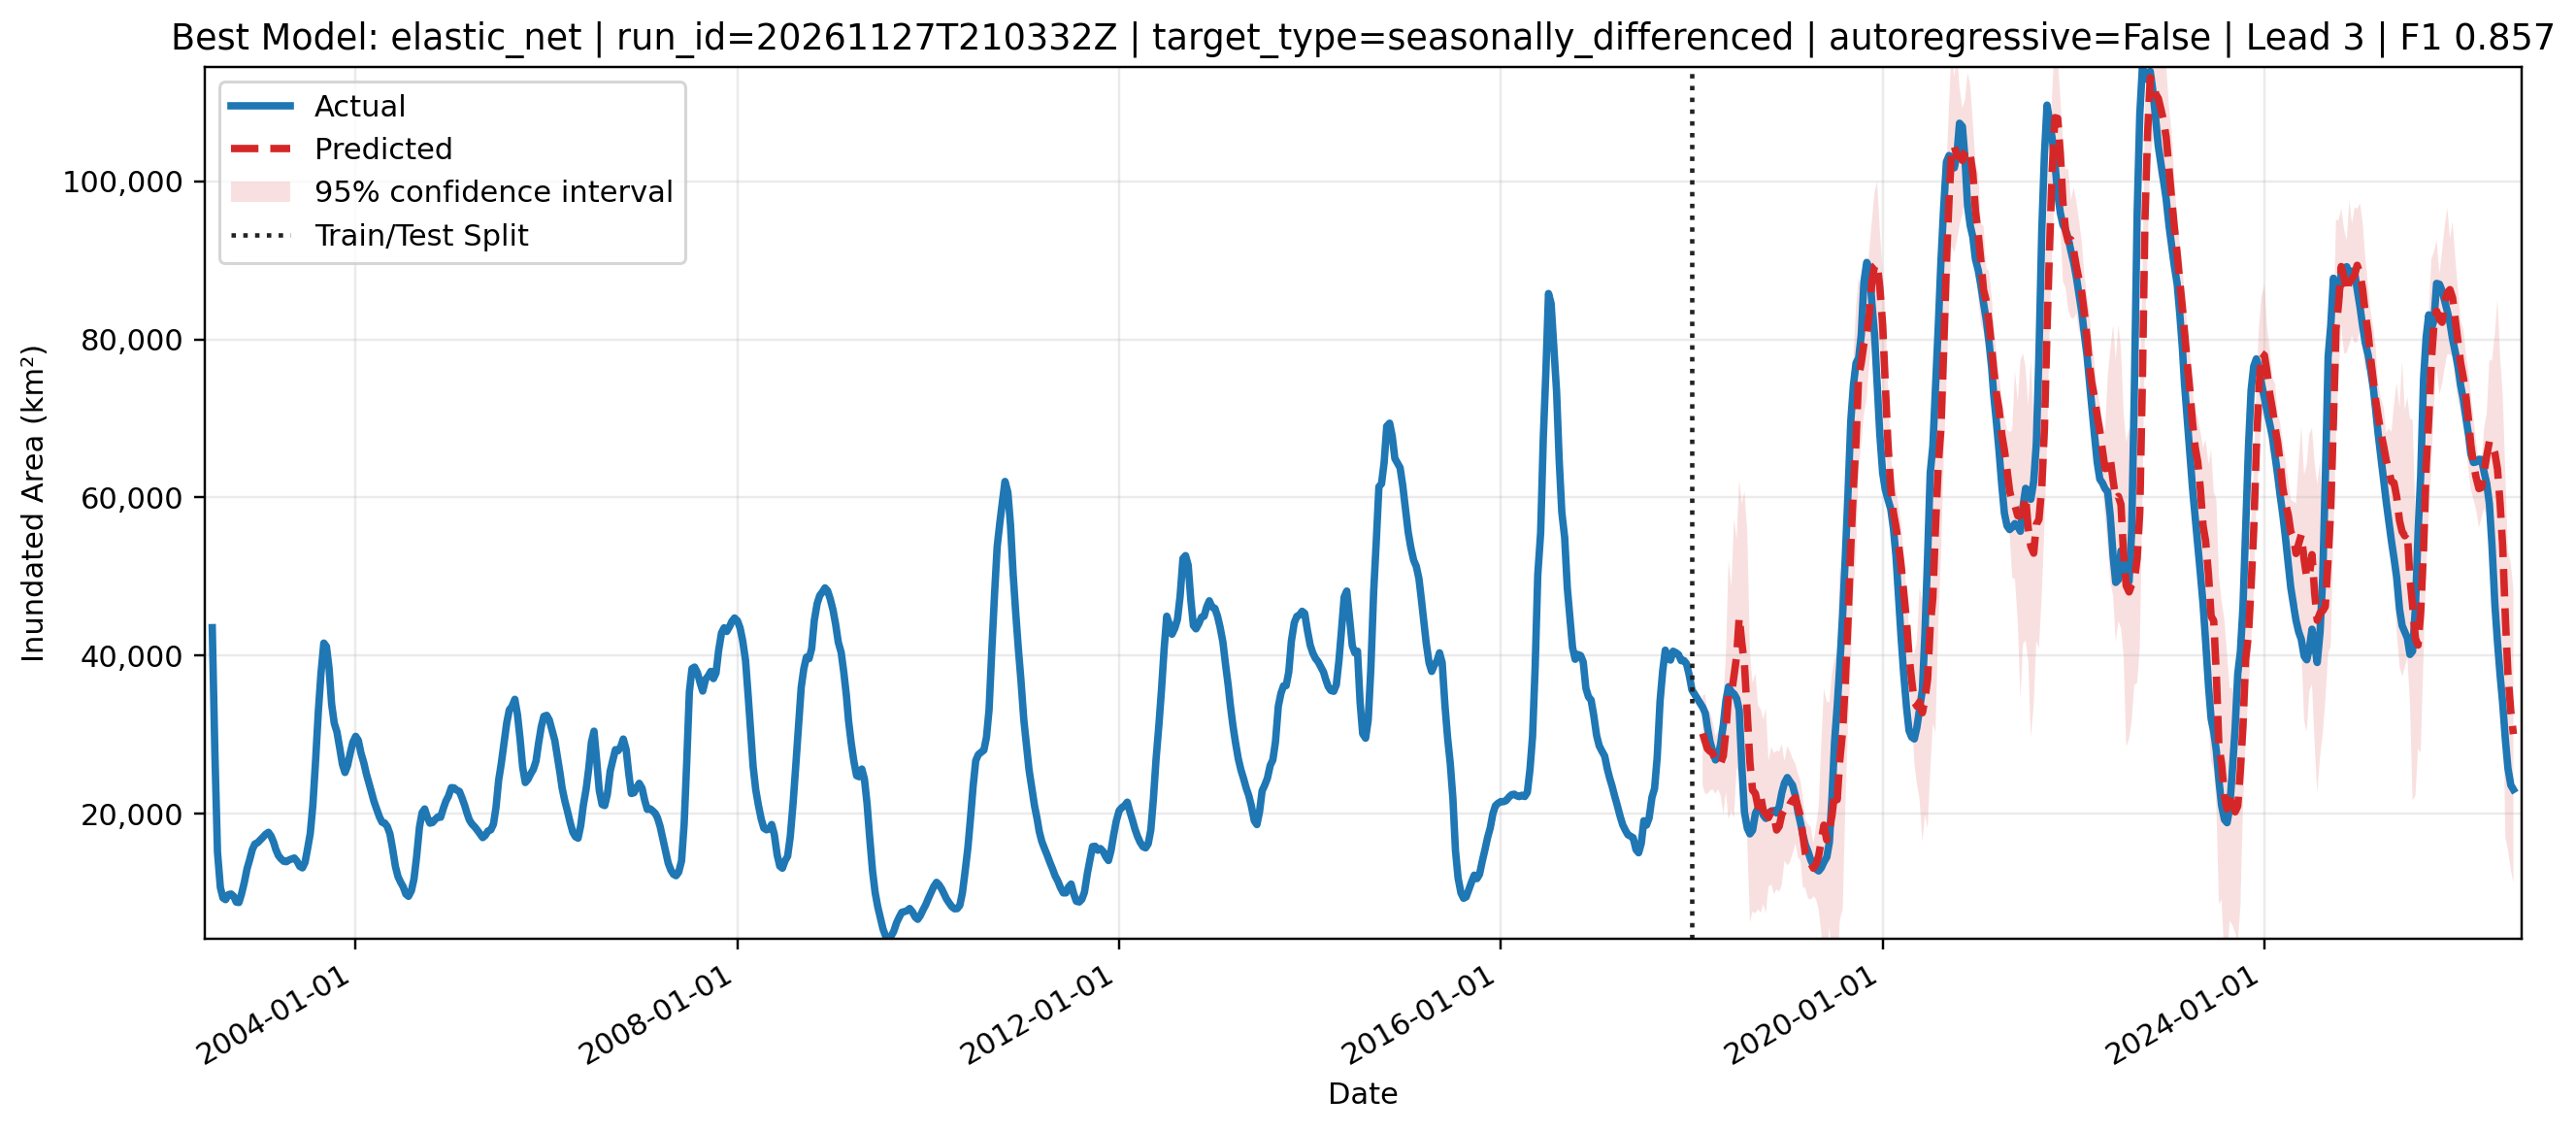 Best Model: elastic_net | run_id=20261127T210332Z | target_type=seasonally_differenced | autoregressive=False | Lead 3 | F1 0.857
Actual
Predicted
95% confidence interval
Train/Test Split
Inundated Area (km²)
100,000
80,000
60,000
40,000
20,000
2004-01-01
2008-01-01
2012-01-01
2016-01-01
2020-01-01
2024-01-01
Date